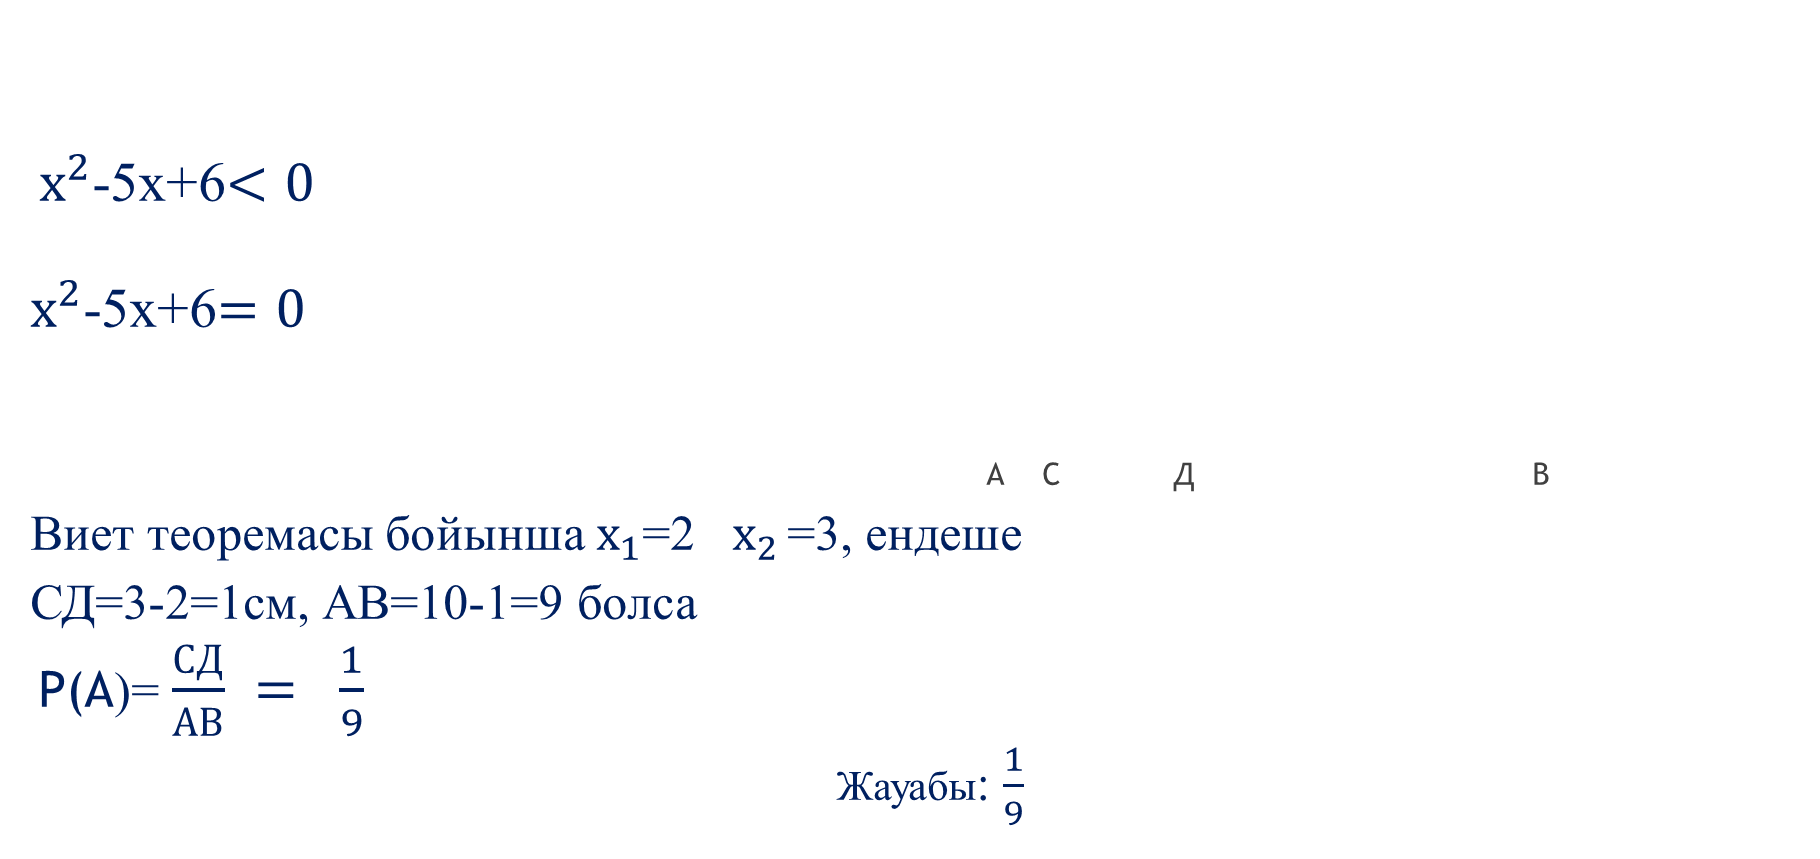 x²-5x+6< 0
x²-5x+6= 0
А С Д В
Виет теоремасы бойынша x₁=2 x₂ =3, ендеше
СД=3-2=1см, АВ=10-1=9 болса
P(A)= СД/АВ = 1/9
Жауабы: 1/9